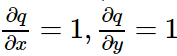 ∂q/∂x = 1, ∂q/∂y = 1